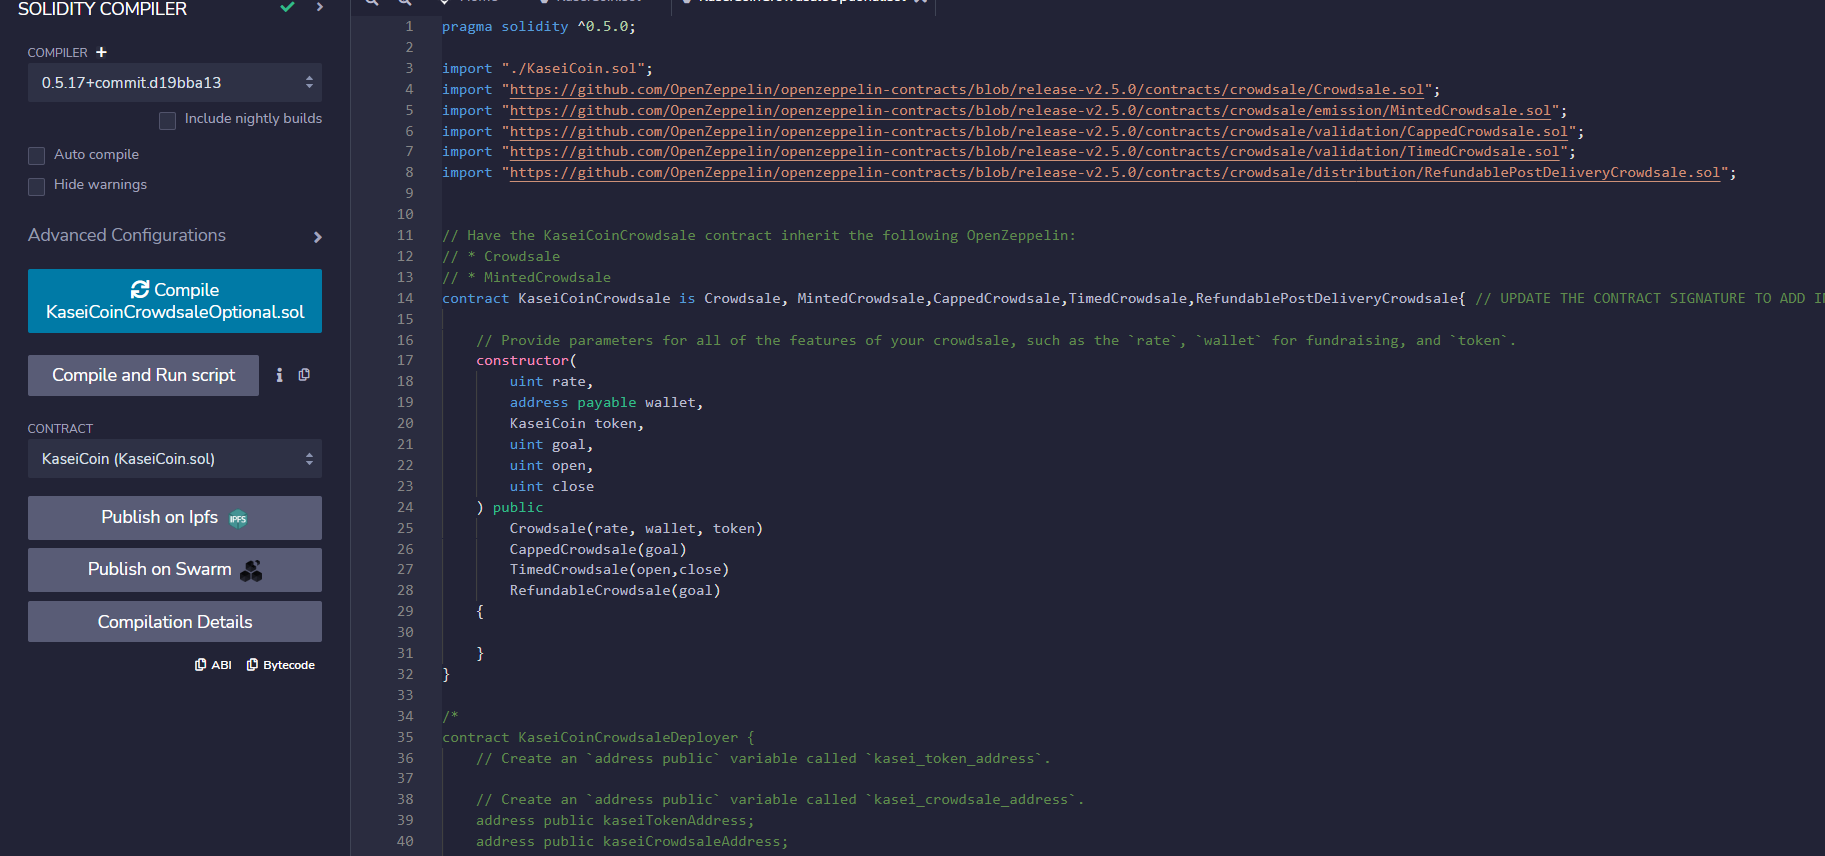 SOLIDITY COMPILER
COMPILER
0.5.17+commit.d19bba13
Include nightly builds
Auto compile
Hide warnings
Advanced Configurations
Compile
KaseiCoinCrowdsaleOptional.sol
Compile and Run script
CONTRACT
KaseiCoin (KaseiCoin.sol)
Publish on Ipfs
IPFS
Publish on Swarm
Compilation Details
ABI Bytecode
1 pragma solidity ^0.5.0;
2
3 import "./KaseiCoin.sol";
4 import "https://github.com/OpenZeppelin/openzeppelin-contracts/blob/release-v2.5.0/contracts/crowdsale/Crowdsale.sol";
5 import "https://github.com/OpenZeppelin/openzeppelin-contracts/blob/release-v2.5.0/contracts/crowdsale/emission/MintedCrowdsale.sol";
6 import "https://github.com/OpenZeppelin/openzeppelin-contracts/blob/release-v2.5.0/contracts/crowdsale/validation/CappedCrowdsale.sol";
7 import "https://github.com/OpenZeppelin/openzeppelin-contracts/blob/release-v2.5.0/contracts/crowdsale/validation/TimedCrowdsale.sol";
8 import "https://github.com/OpenZeppelin/openzeppelin-contracts/blob/release-v2.5.0/contracts/crowdsale/distribution/RefundablePostDeliveryCrowdsale.sol";
9
10
11 // Have the KaseiCoinCrowdsale contract inherit the following OpenZeppelin:
12 // * Crowdsale
13 // * MintedCrowdsale
14 contract KaseiCoinCrowdsale is Crowdsale, MintedCrowdsale,CappedCrowdsale,TimedCrowdsale,RefundablePostDeliveryCrowdsale{ // UPDATE THE CONTRACT SIGNATURE TO ADD
15
16 // Provide parameters for all of the features of your crowdsale, such as the `rate`, `wallet` for fundraising, and `token`.
17 constructor(
18 uint rate,
19 address payable wallet,
20 KaseiCoin token,
21 uint goal,
22 uint open,
23 uint close
24 ) public
25 Crowdsale(rate, wallet, token)
26 CappedCrowdsale(goal)
27 TimedCrowdsale(open,close)
28 RefundableCrowdsale(goal)
29 {
30
31 }
32 }
33
34 /*
35 contract KaseiCoinCrowdsaleDeployer {
36 // Create an `address public` variable called `kasei_token_address`.
37
38 // Create an `address public` variable called `kasei_crowdsale_address`.
39 address public kaseiTokenAddress;
40 address public kaseiCrowdsaleAddress;